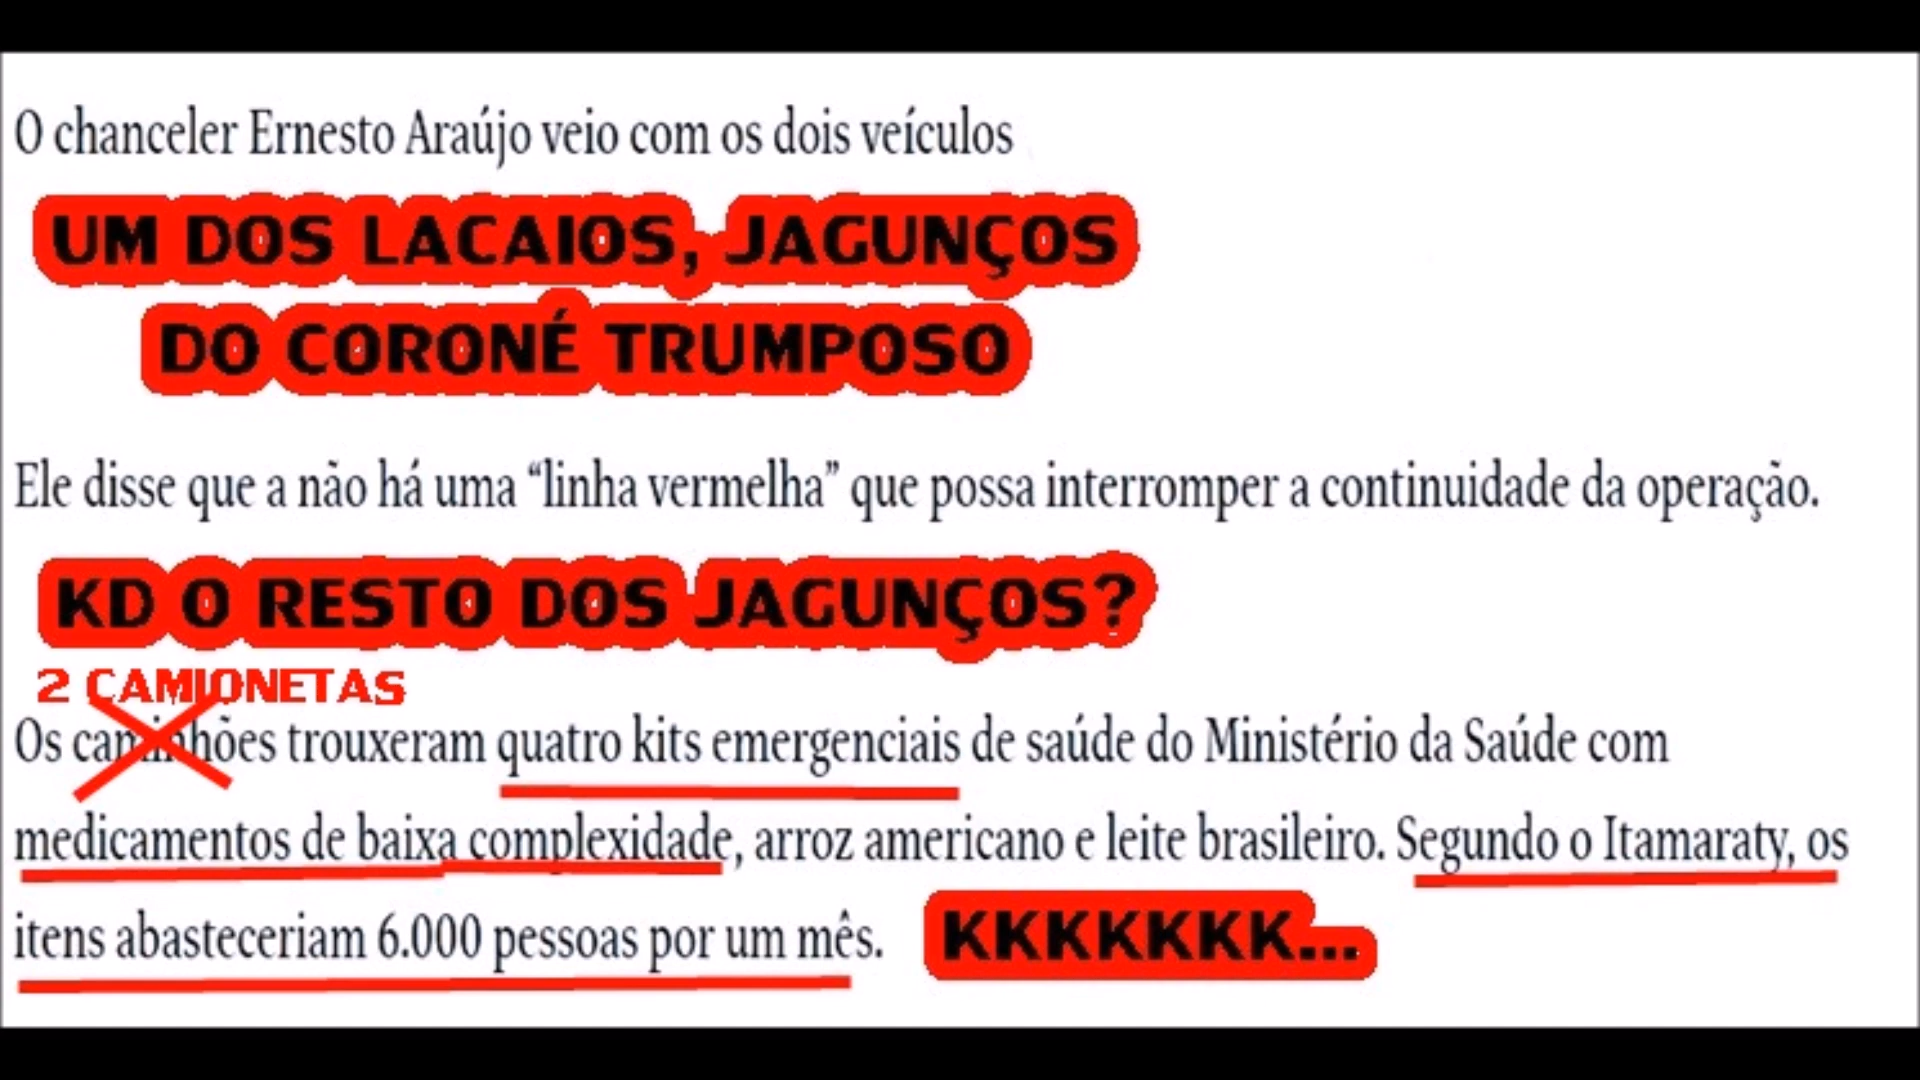 O chanceler Ernesto Araújo veio com os dois veículos
UM DOS LACAIOS, JAGUNÇOS
DO CORONÉ TRUMPOSO
Ele disse que a não há uma “linha vermelha” que possa interromper a continuidade da operação.
KD O RESTO DOS JAGUNÇOS?
2 CAMIONETAS
Os caminhões trouxeram quatro kits emergenciais de saúde do Ministério da Saúde com
medicamentos de baixa complexidade, arroz americano e leite brasileiro. Segundo o Itamaraty, os
itens abasteceriam 6.000 pessoas por um mês. KKKKKKK...